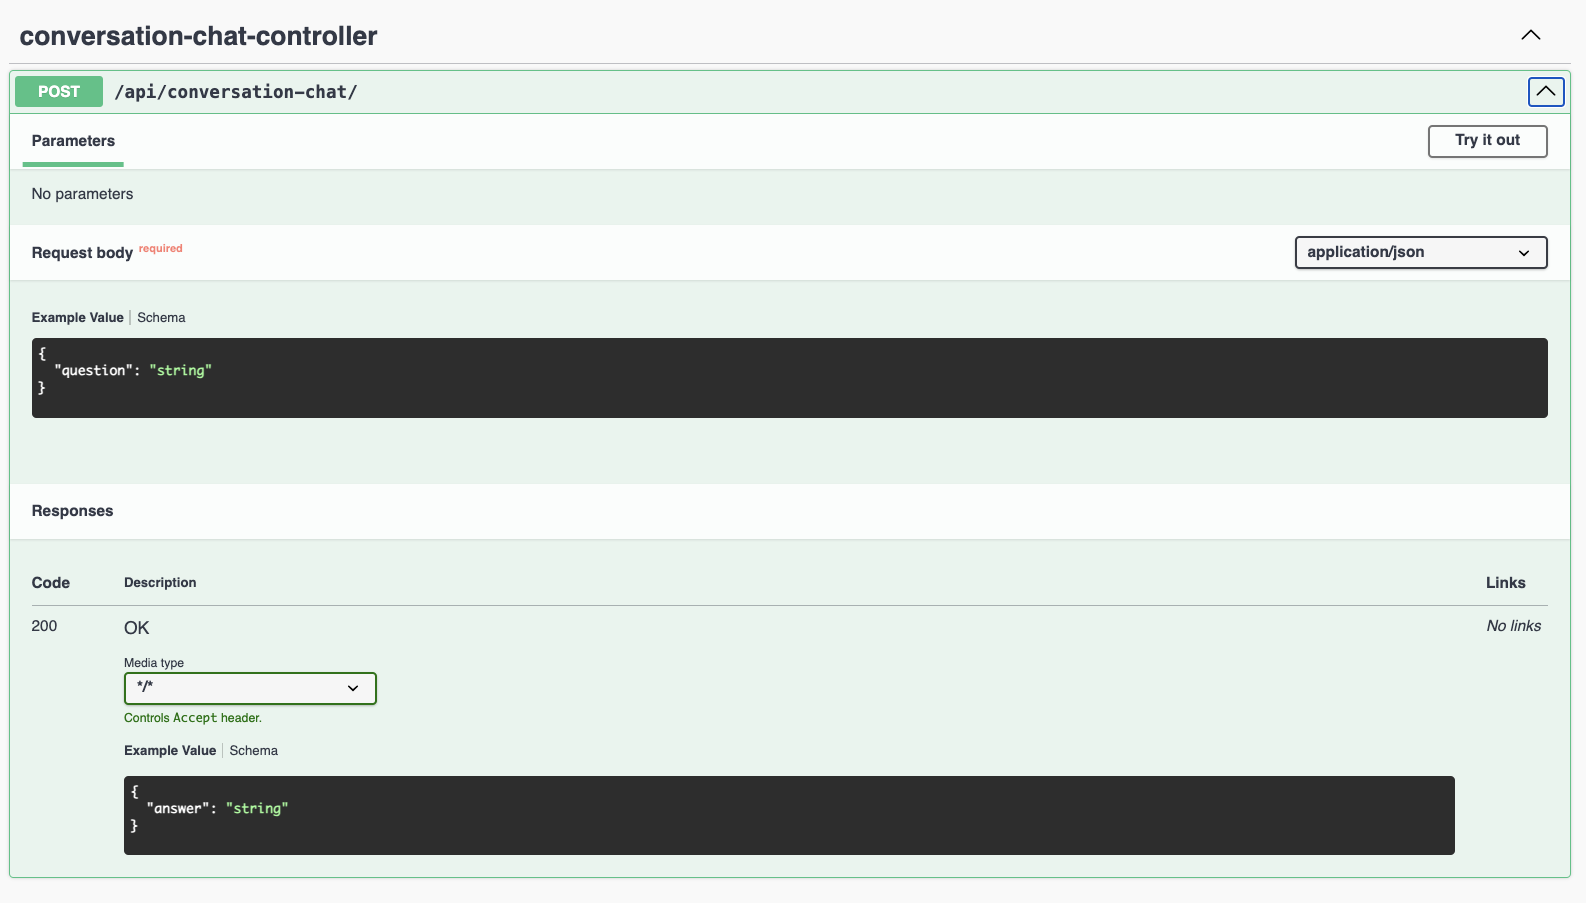 conversation-chat-controller
POST /api/conversation-chat/
Parameters
Try it out
No parameters
Request body required
application/json
Example Value | Schema
{
  "question": "string"
}
Responses
Code Description Links
200 OK No links
Media type
*/*
Controls Accept header.
Example Value | Schema
{
  "answer": "string"
}